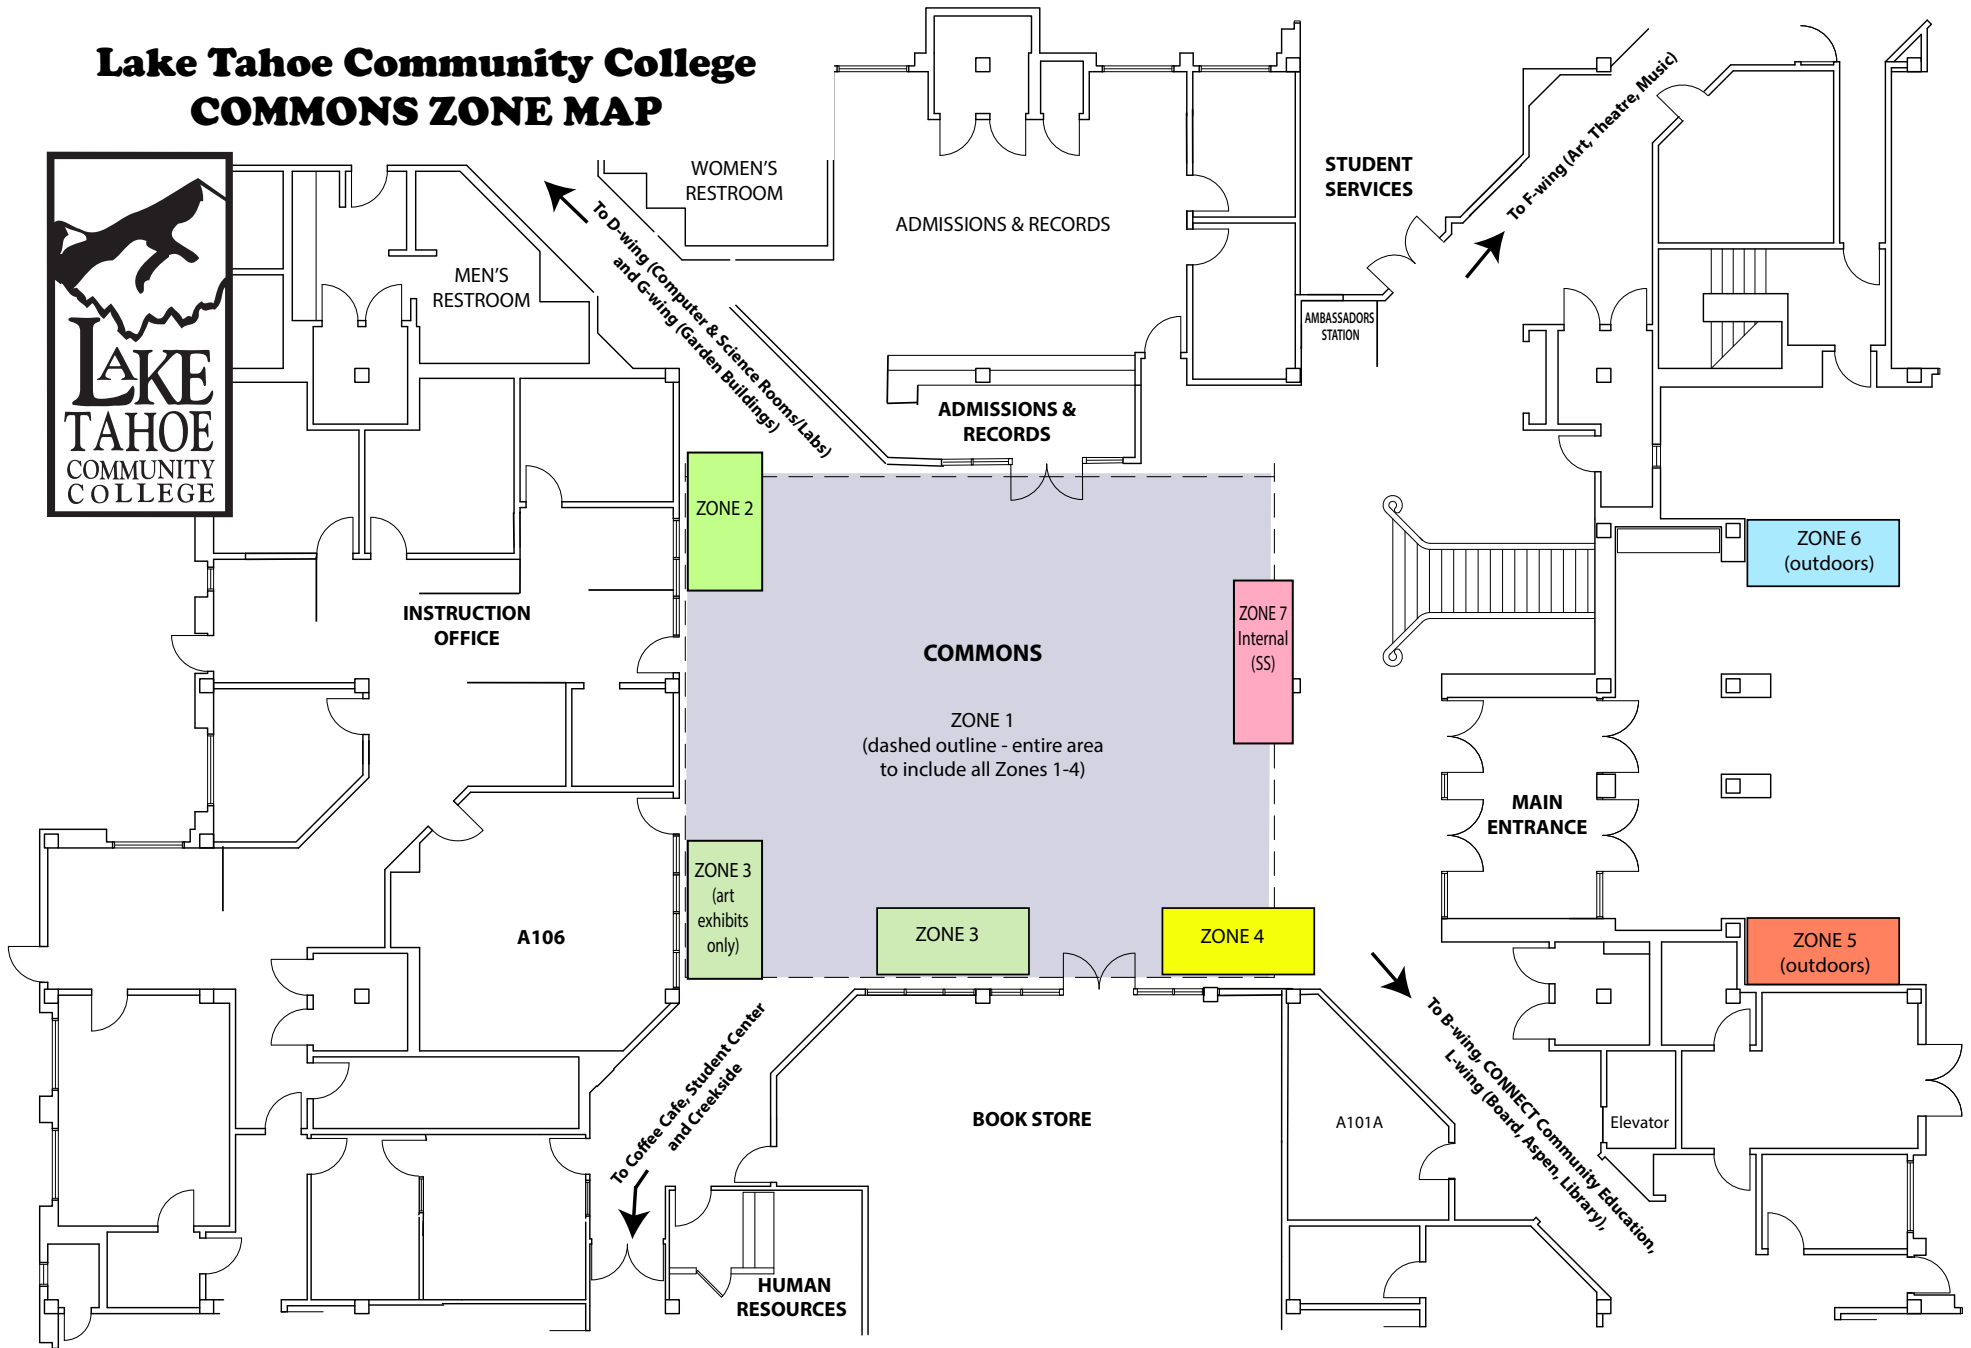 Lake Tahoe Community College
COMMONS ZONE MAP
LAKE
TAHOE
COMMUNITY
COLLEGE
WOMEN'S
RESTROOM
MEN'S
RESTROOM
To D-wing (Computer & Science Rooms/Labs)
and G-wing (Garden Buildings)
ADMISSIONS & RECORDS
ADMISSIONS &
RECORDS
STUDENT
SERVICES
AMBASSADORS
STATION
To F-wing (Art, Theatre, Music)
ZONE 2
INSTRUCTION
OFFICE
COMMONS
ZONE 1
(dashed outline - entire area
to include all Zones 1-4)
ZONE 7
Internal
(SS)
ZONE 6
(outdoors)
MAIN
ENTRANCE
ZONE 3
(art
exhibits
only)
A106
ZONE 3
ZONE 4
ZONE 5
(outdoors)
To Coffee Cafe, Student Center
and Creekside
BOOK STORE
A101A
To B-wing, CONNECT Community Education,
L-wing (Board, Aspen, Library),
Elevator
HUMAN
RESOURCES